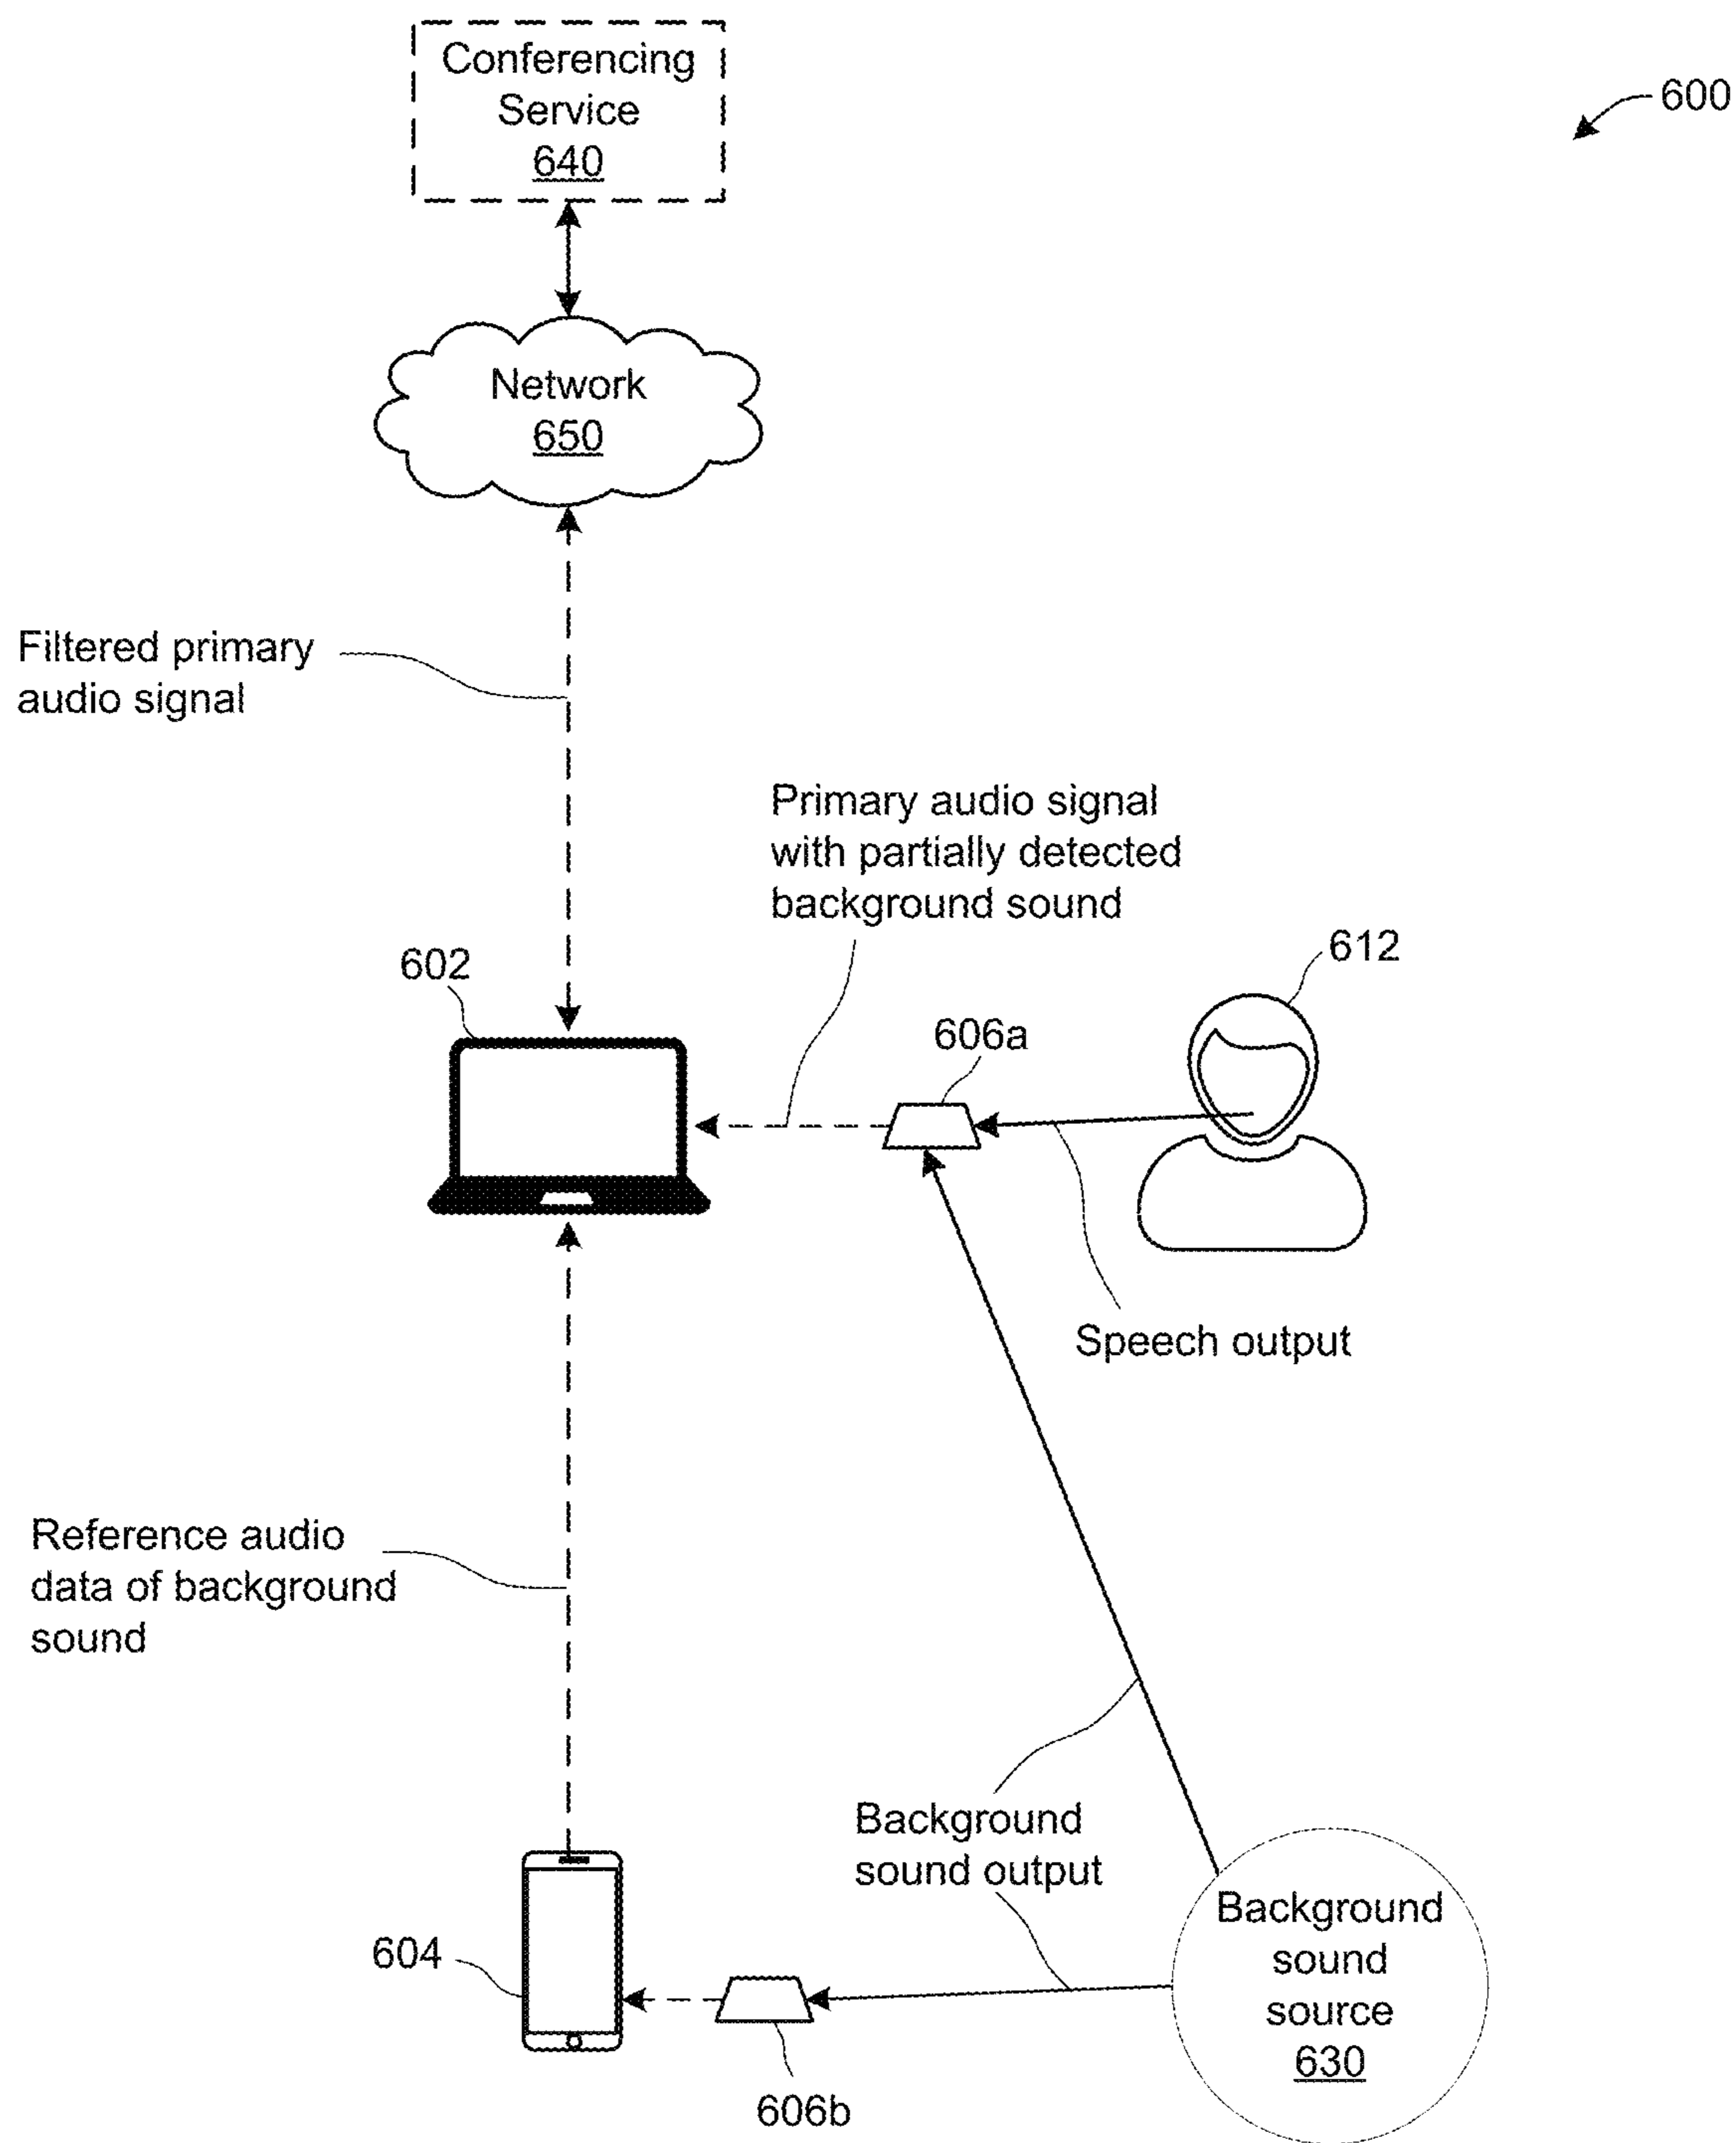 Conferencing
Service
640
600
Network
650
Filtered primary
audio signal
Primary audio signal
with partially detected
background sound
602
612
606a
Speech output
Reference audio
data of background
sound
Background
sound output
Background
sound
source
630
604
606b